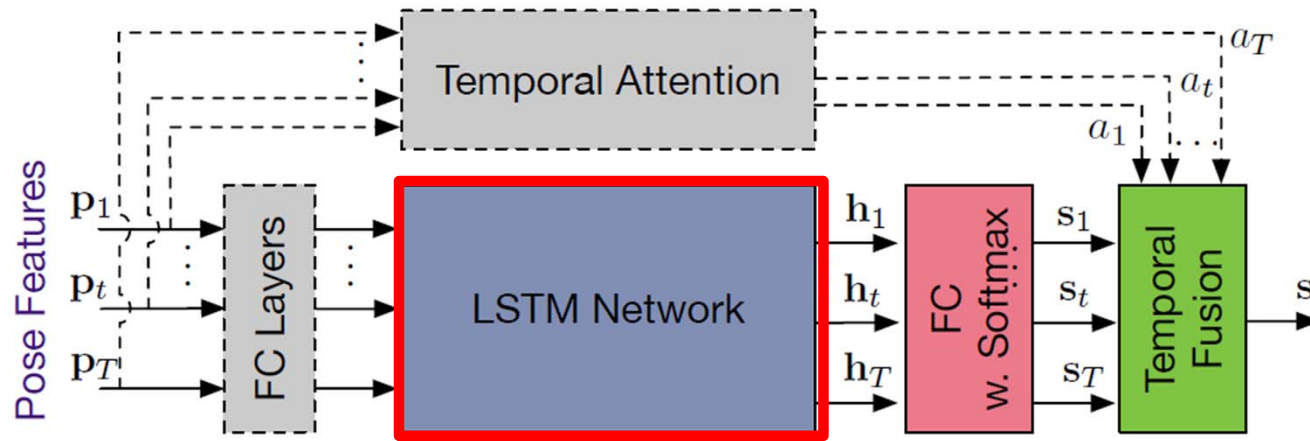 Temporal Attention
a_T
a_t
a_1
. . .
Pose Features
p_1
p_t
p_T
FC Layers
LSTM Network
h_1
h_t
h_T
FC
w. Softmax
s_1
s_t
s_T
Temporal
Fusion
s